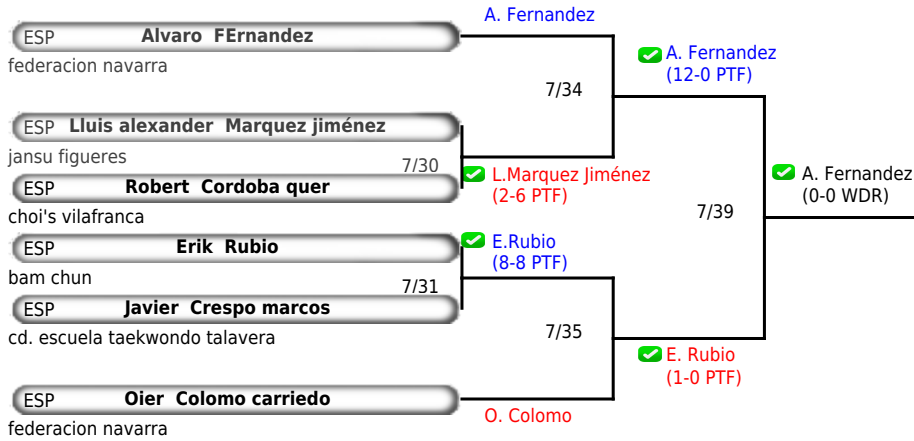 A. Fernandez
ESP Alvaro  FErnandez
federacion navarra
A. Fernandez
(12-0 PTF)
7/34
ESP Lluis alexander  Marquez jiménez
jansu figueres
7/30
L.Marquez Jiménez
(2-6 PTF)
ESP Robert  Cordoba quer
choi's vilafranca
A. Fernandez
(0-0 WDR)
7/39
ESP Erik  Rubio
bam chun
E.Rubio
(8-8 PTF)
7/31
ESP Javier  Crespo marcos
cd. escuela taekwondo talavera
7/35
E. Rubio
(1-0 PTF)
ESP Oier  Colomo carriedo
federacion navarra
O. Colomo